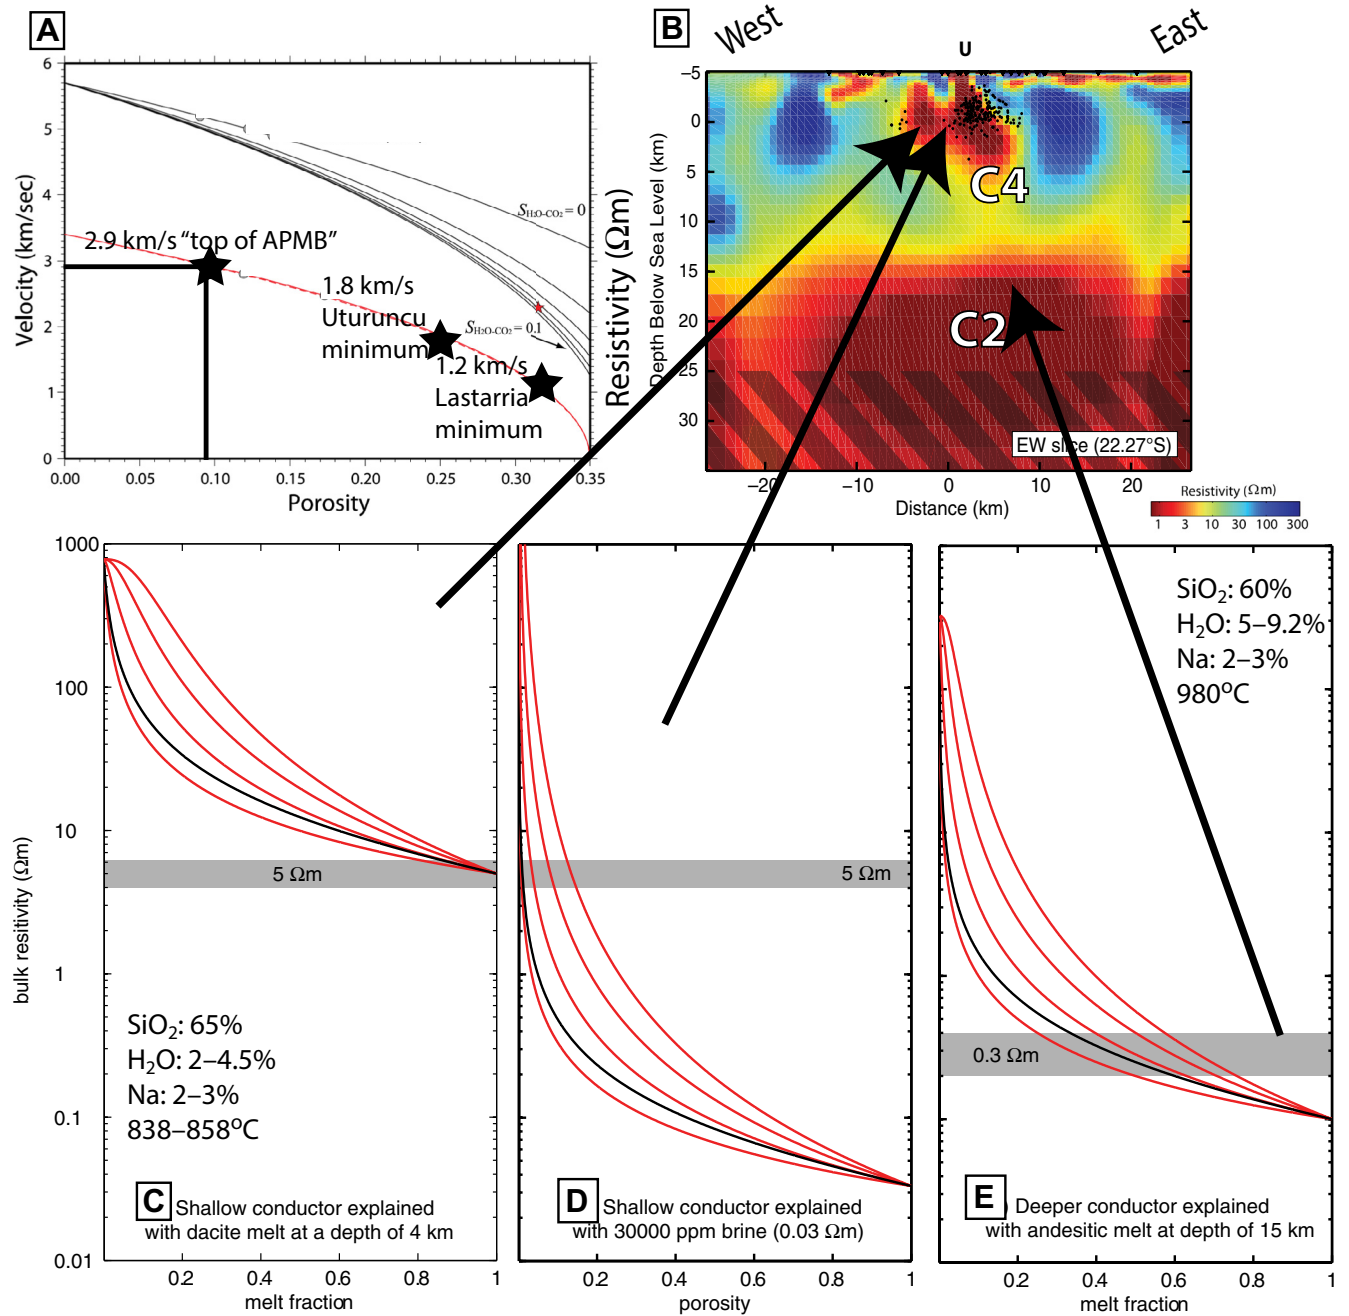 A
6
5
4
3
2
1
0
Velocity (km/sec)
0.00
0.05
0.10
0.15
0.20
0.25
0.30
0.35
Porosity
2.9 km/s “top of APMB”
1.8 km/s
Uturuncu
minimum
1.2 km/s
Lastarria
minimum
SH2O-CO2 = 0
SH2O-CO2 = 0.1
B
West
U
East
−5
0
5
10
15
20
25
30
Depth Below Sea Level (km)
C4
C2
EW slice (22.27°S)
−20
−10
0
10
20
Distance (km)
Resistivity (Ωm)
1 3 10 30 100 300
Resistivity (Ωm)
1000
100
10
1
0.1
0.01
bulk resitivity (Ωm)
5 Ωm
SiO2: 65%
H2O: 2–4.5%
Na: 2–3%
838–858°C
C Shallow conductor explained
with dacite melt at a depth of 4 km
0.2 0.4 0.6 0.8 1
melt fraction
5 Ωm
D Shallow conductor explained
with 30000 ppm brine (0.03 Ωm)
0.2 0.4 0.6 0.8 1
porosity
SiO2: 60%
H2O: 5–9.2%
Na: 2–3%
980°C
0.3 Ωm
E ) Deeper conductor explained
with andesitic melt at depth of 15 km
0.2 0.4 0.6 0.8 1
melt fraction